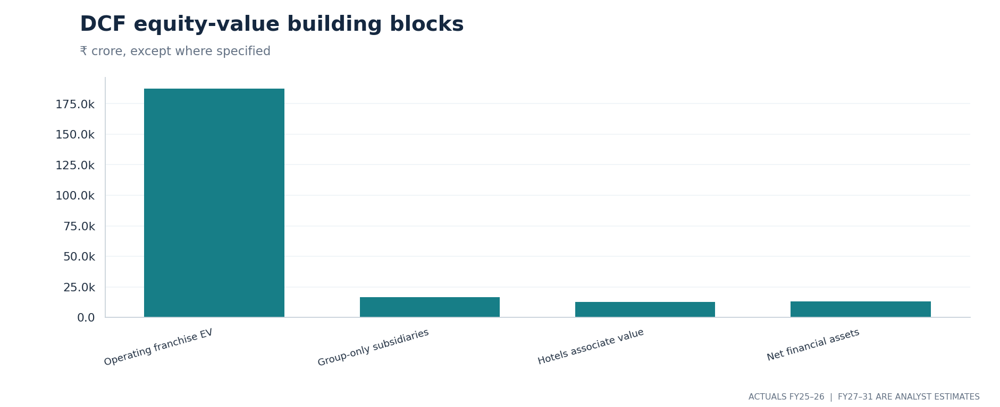 DCF equity-value building blocks
₹ crore, except where specified
175.0k
150.0k
125.0k
100.0k
75.0k
50.0k
25.0k
0.0
Operating franchise EV
Group-only subsidiaries
Hotels associate value
Net financial assets
ACTUALS FY25–26 | FY27–31 ARE ANALYST ESTIMATES